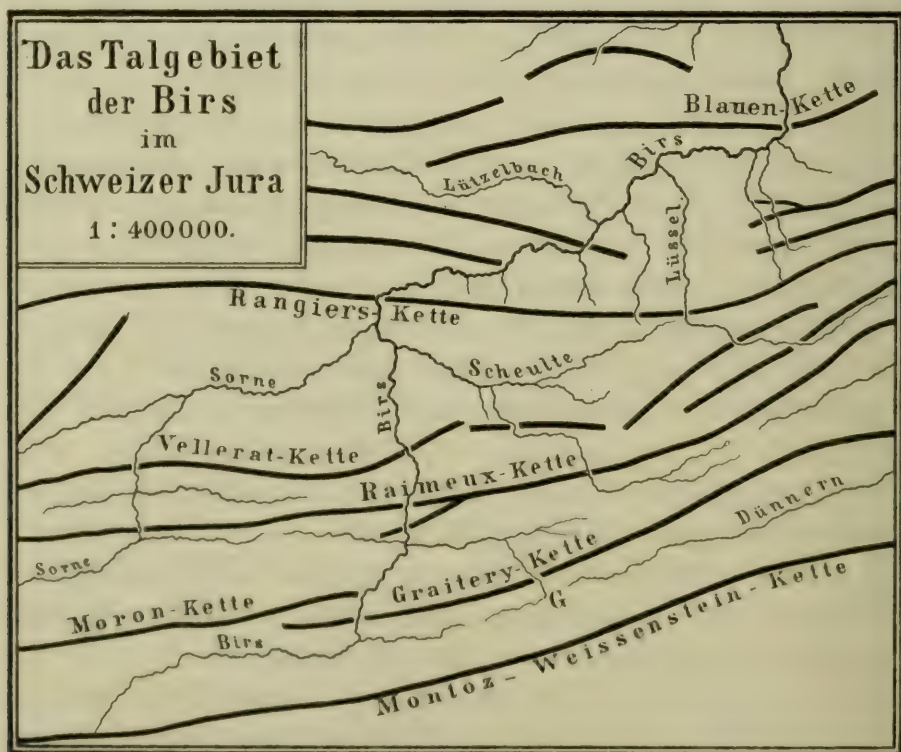 Das Talgebiet
der Birs
im
Schweizer Jura
1 : 400000.
Blauen-Kette
Birs
Lützelbach
Lüssel.
Rangiers-Kette
Scheulte
Sorne
Birs
Vellerat-Kette
Raimeux-Kette
Dünnern
Sorne
Graitery-Kette
G
Moron-Kette
Birs
Montoz-Weissenstein-Kette